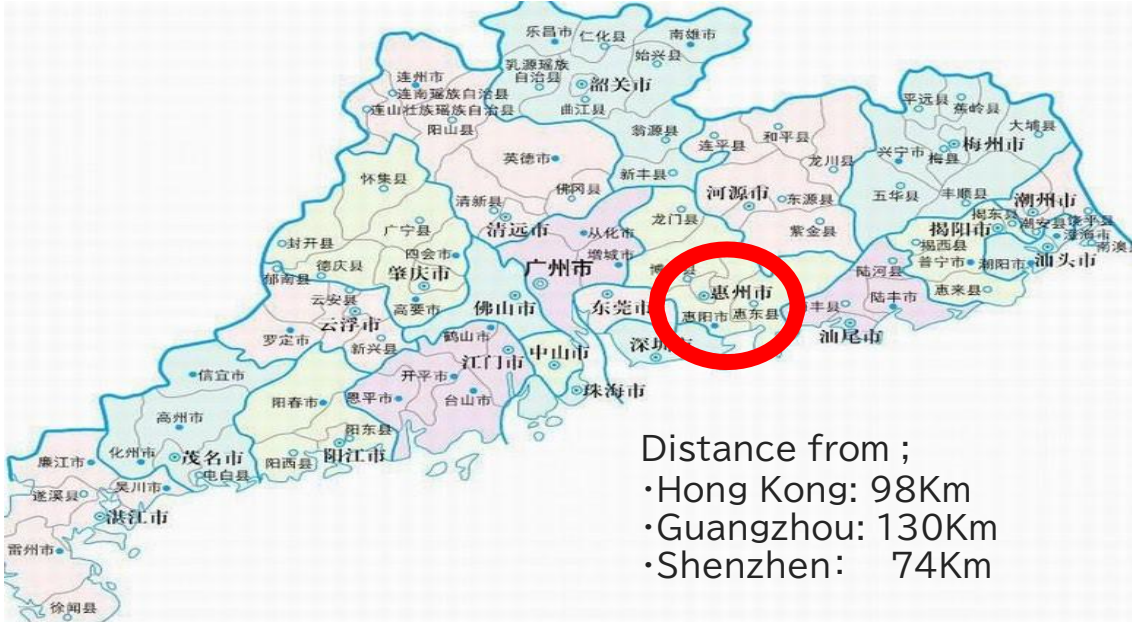 乐昌市
仁化县
南雄市
乳源瑶族
自治县
始兴县
韶关市
曲江县
连州市
连南瑶族自治县
连山壮族瑶族自治县
阳山县
翁源县
连平县
和平县
平远县
蕉岭县
大埔县
英德市
新丰县
龙川县
兴宁市
梅县
梅州市
怀集县
佛冈县
河源市
东源县
五华县
丰顺县
清新县
清远市
龙门县
紫金县
潮州市
揭东县
潮安县
饶平县
广宁县
从化市
揭阳市
澄海市
南澳县
封开县
四会市
增城市
广州市
揭西县
德庆县
肇庆市
陆河县
普宁市
潮阳市
汕头市
郁南县
惠州市
惠来县
云安县
高要市
佛山市
东莞市
惠阳市
惠东县
陆丰市
云浮市
罗定市
新兴县
鹤山市
深圳市
汕尾市
江门市
中山市
信宜市
开平市
珠海市
阳春市
恩平市
台山市
高州市
阳东县
化州市
茂名市
阳西县
阳江市
廉江市
电白县
遂溪县
吴川市
湛江市
雷州市
徐闻县
Distance from ;
·Hong Kong: 98Km
·Guangzhou: 130Km
·Shenzhen: 74Km